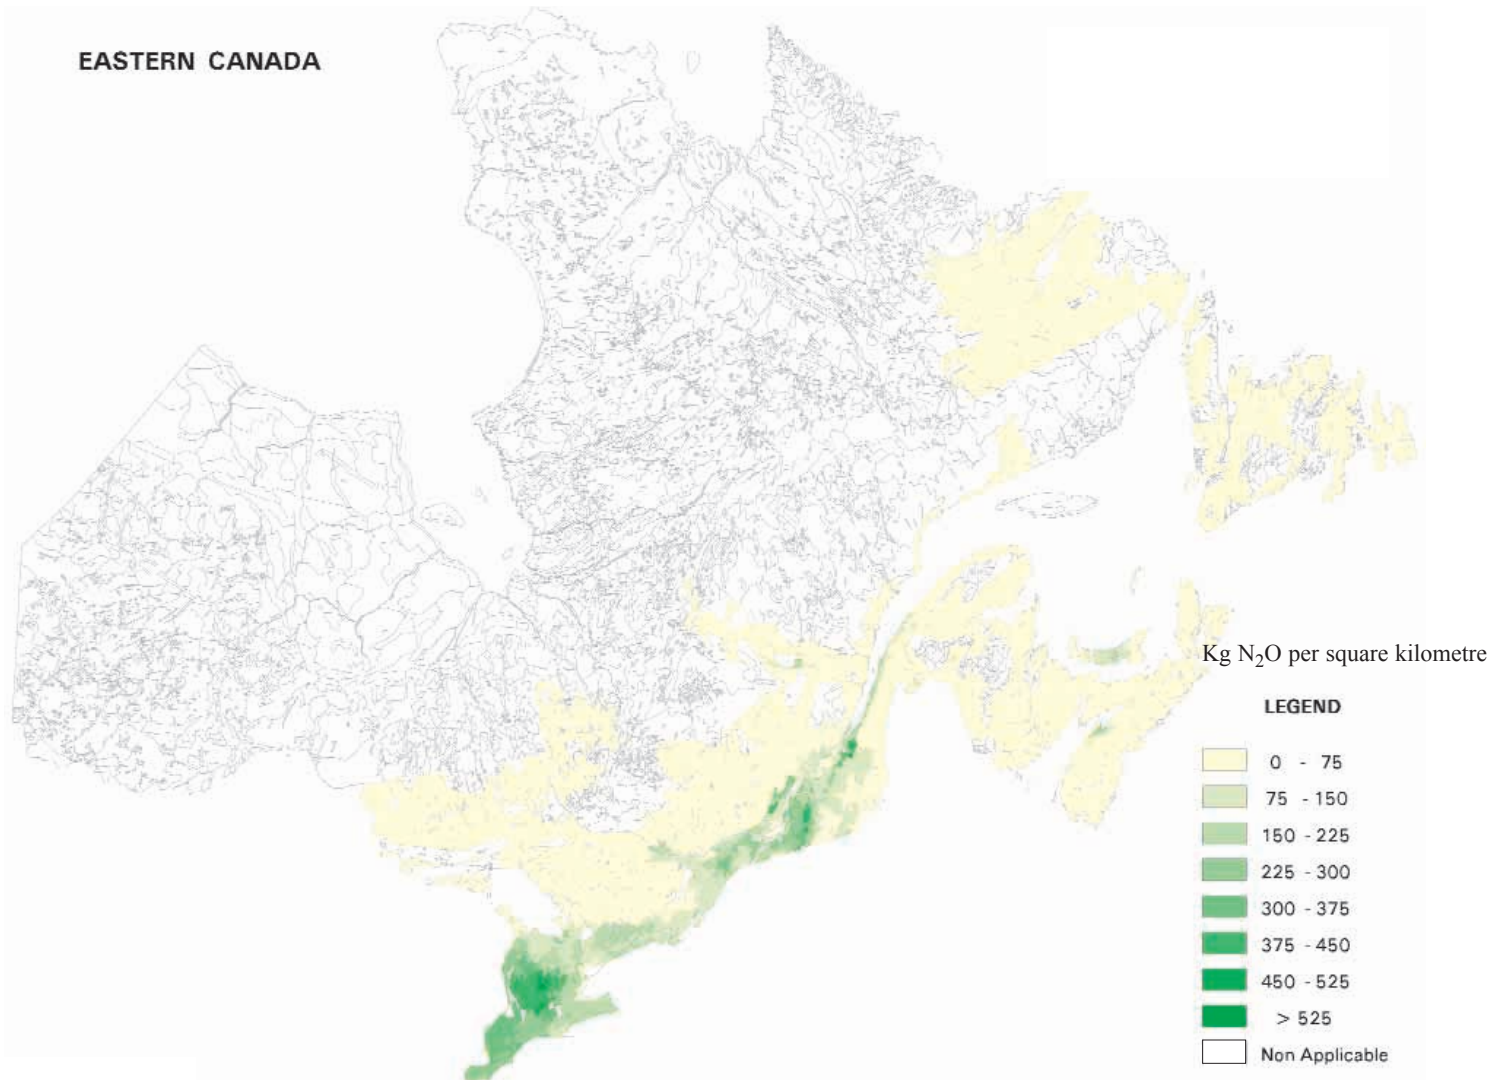 EASTERN CANADA
Kg N₂O per square kilometre
LEGEND
0 - 75
75 - 150
150 - 225
225 - 300
300 - 375
375 - 450
450 - 525
> 525
Non Applicable